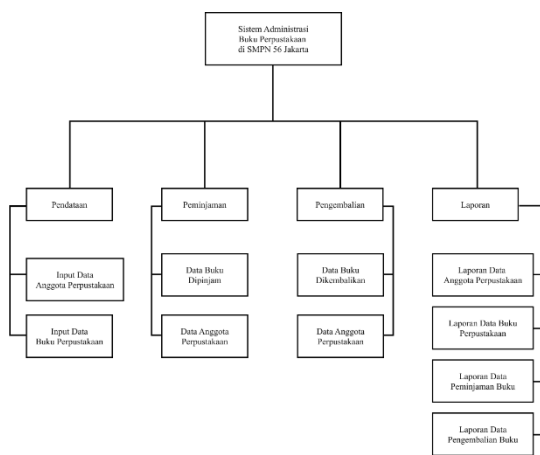 Sistem Administrasi
Buku Perpustakaan
di SMPN 56 Jakarta
Pendataan
Peminjaman
Pengembalian
Laporan
Input Data
Anggota Perpustakaan
Data Buku
Dipinjam
Data Buku
Dikembalikan
Laporan Data
Anggota Perpustakaan
Input Data
Buku Perpustakaan
Data Anggota
Perpustakaan
Data Anggota
Perpustakaan
Laporan Data Buku
Perpustakaan
Laporan Data
Peminjaman Buku
Laporan Data
Pengembalian Buku